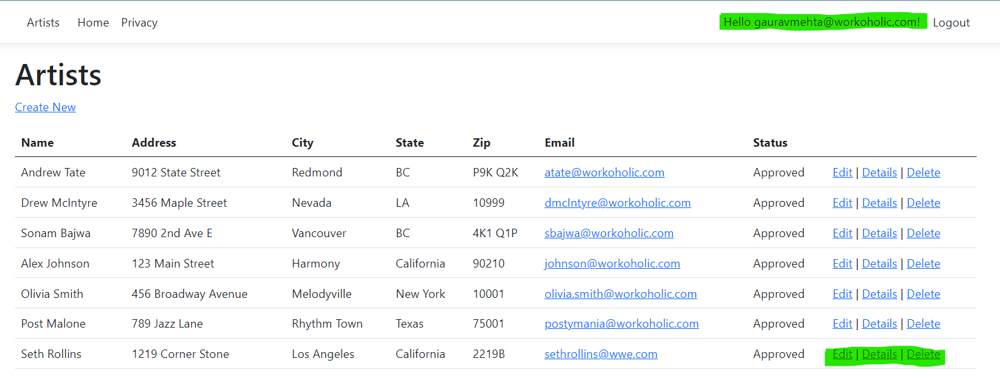 Artists Home Privacy Hello gauravmehta@workoholic.com! Logout
Artists
Create New
Name Address City State Zip Email Status
Andrew Tate 9012 State Street Redmond BC P9K Q2K atate@workoholic.com Approved Edit | Details | Delete
Drew McIntyre 3456 Maple Street Nevada LA 10999 dmcIntyre@workoholic.com Approved Edit | Details | Delete
Sonam Bajwa 7890 2nd Ave E Vancouver BC 4K1 Q1P sbajwa@workoholic.com Approved Edit | Details | Delete
Alex Johnson 123 Main Street Harmony California 90210 johnson@workoholic.com Approved Edit | Details | Delete
Olivia Smith 456 Broadway Avenue Melodyville New York 10001 olivia.smith@workoholic.com Approved Edit | Details | Delete
Post Malone 789 Jazz Lane Rhythm Town Texas 75001 postymania@workoholic.com Approved Edit | Details | Delete
Seth Rollins 1219 Corner Stone Los Angeles California 2219B sethrollins@wwe.com Approved Edit | Details | Delete